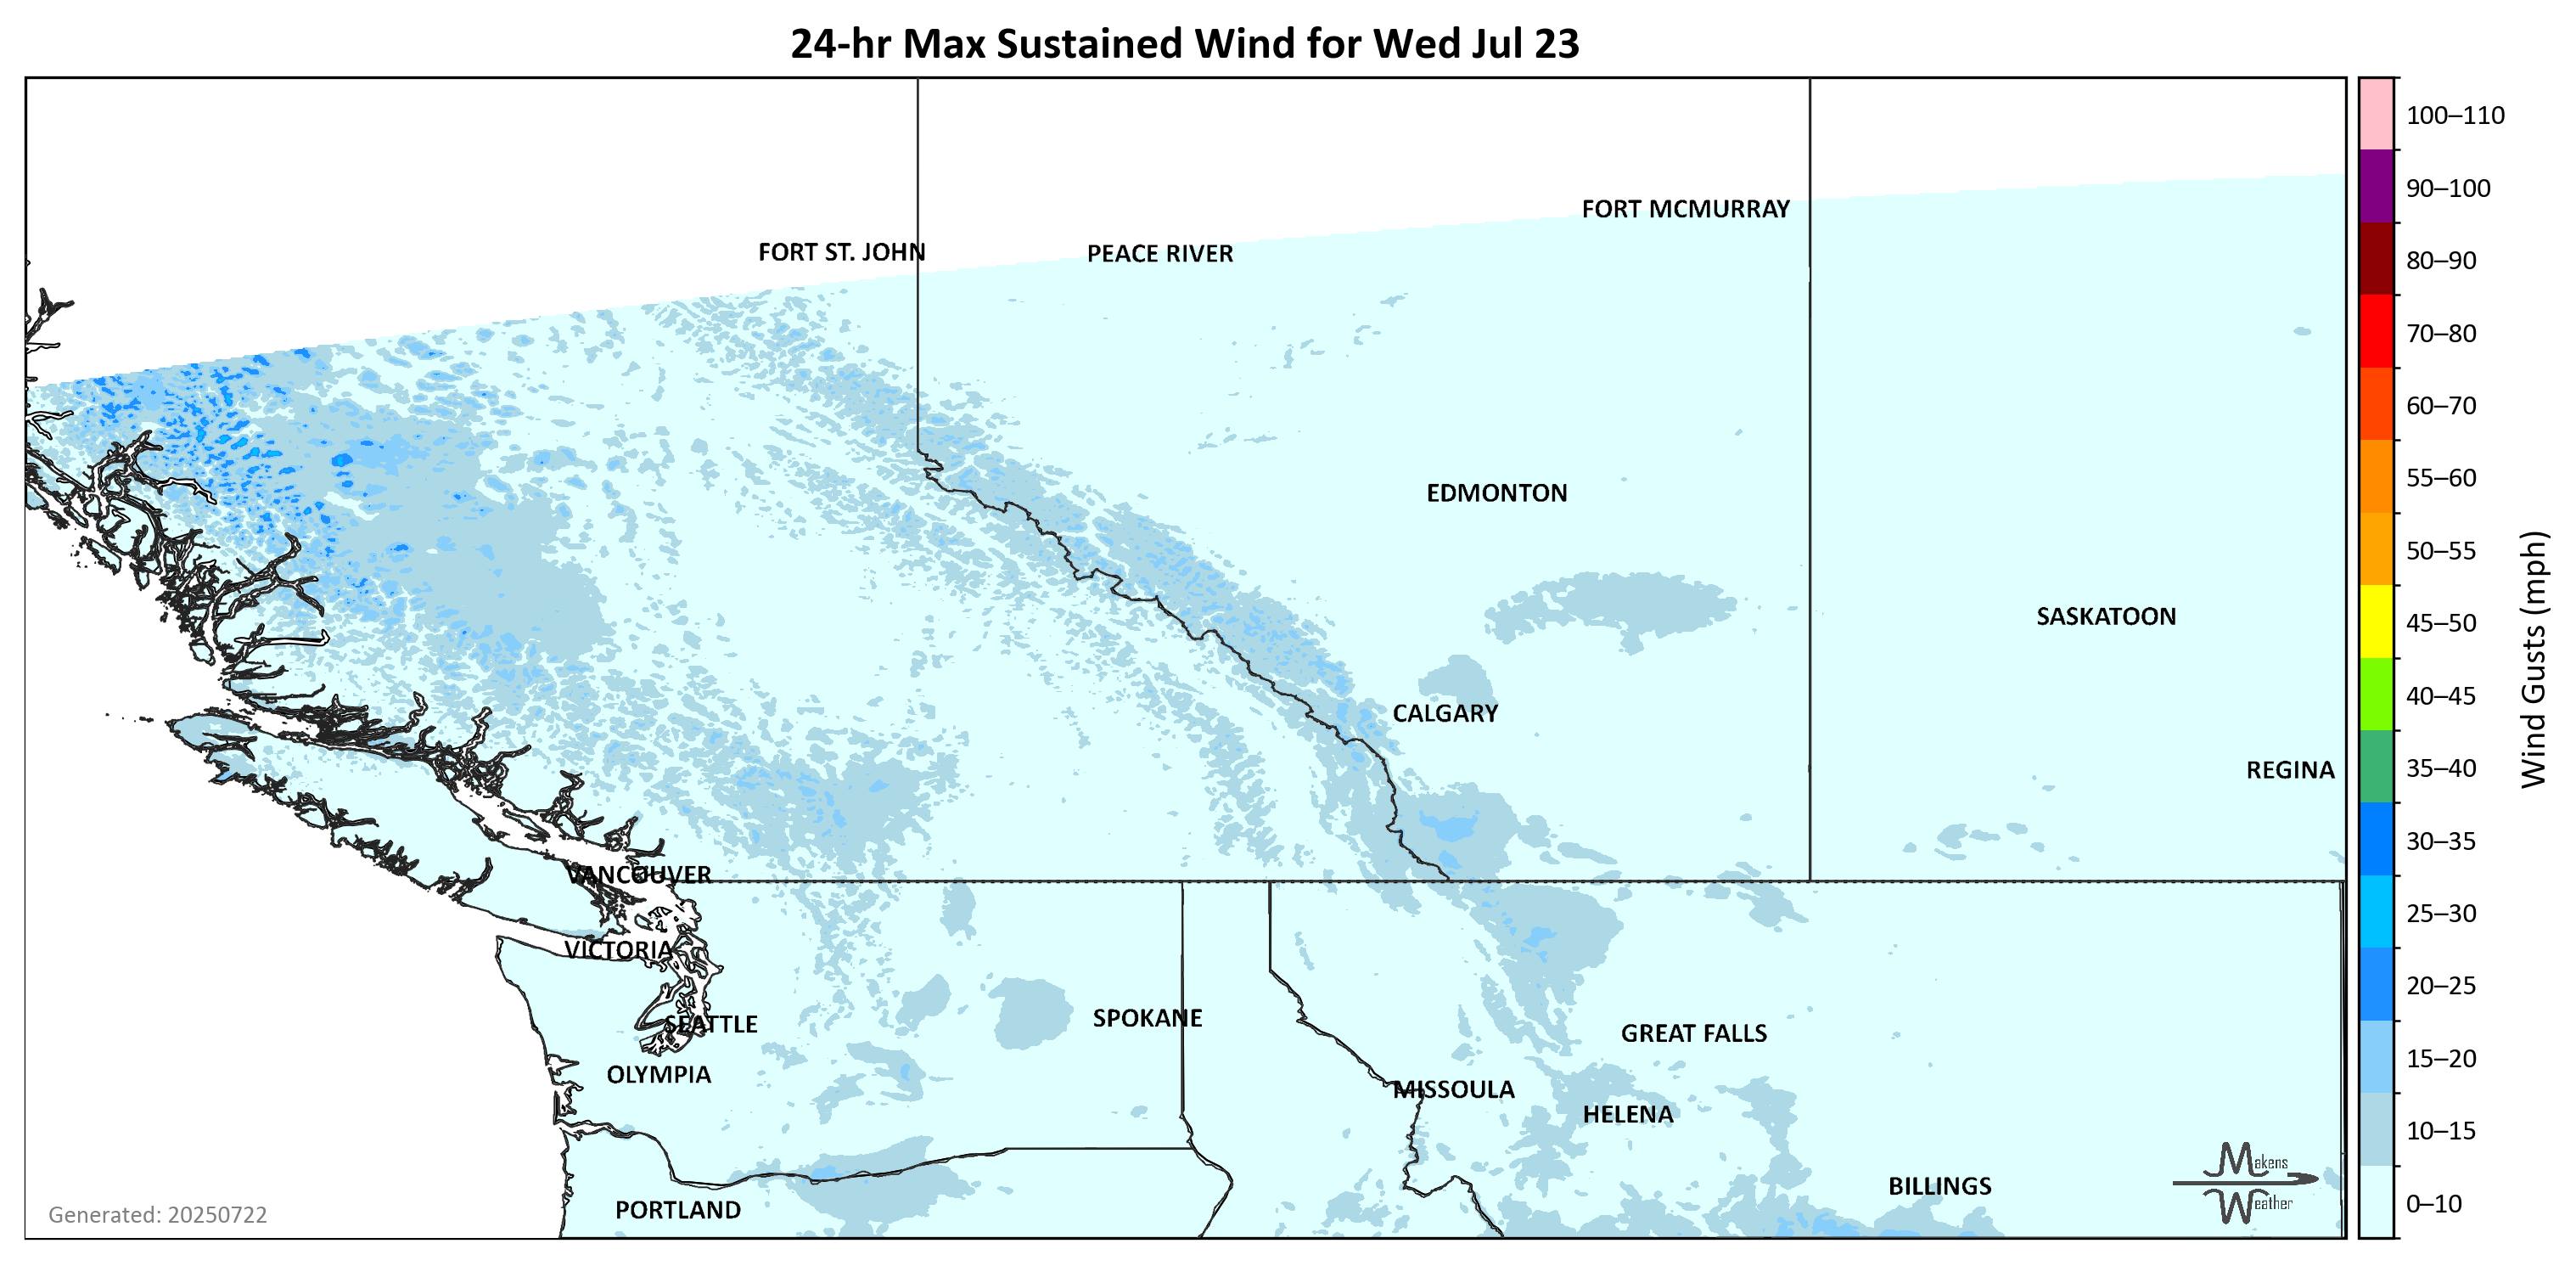 24-hr Max Sustained Wind for Wed Jul 23
FORT MCMURRAY
FORT ST. JOHN
PEACE RIVER
EDMONTON
SASKATOON
CALGARY
REGINA
VANCOUVER
VICTORIA
SPOKANE
SEATTLE
GREAT FALLS
OLYMPIA
MISSOULA
HELENA
BILLINGS
PORTLAND
Generated: 20250722
Makens
Weather
100–110
90–100
80–90
70–80
60–70
55–60
50–55
45–50
40–45
35–40
30–35
25–30
20–25
15–20
10–15
0–10
Wind Gusts (mph)